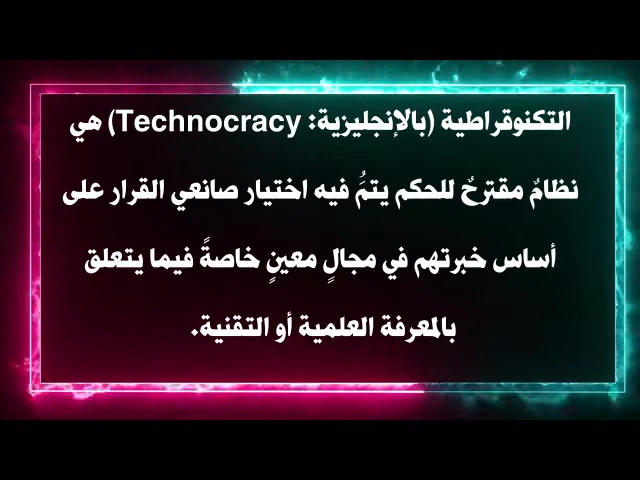 التكنوقراطية (بالإنجليزية: Technocracy) هي
نظامٌ مقترحٌ للحكم يتمُ فيه اختيار صانعي القرار على
أساس خبرتهم في مجالٍ معينٍ خاصةً فيما يتعلق
بالمعرفة العلمية أو التقنية.